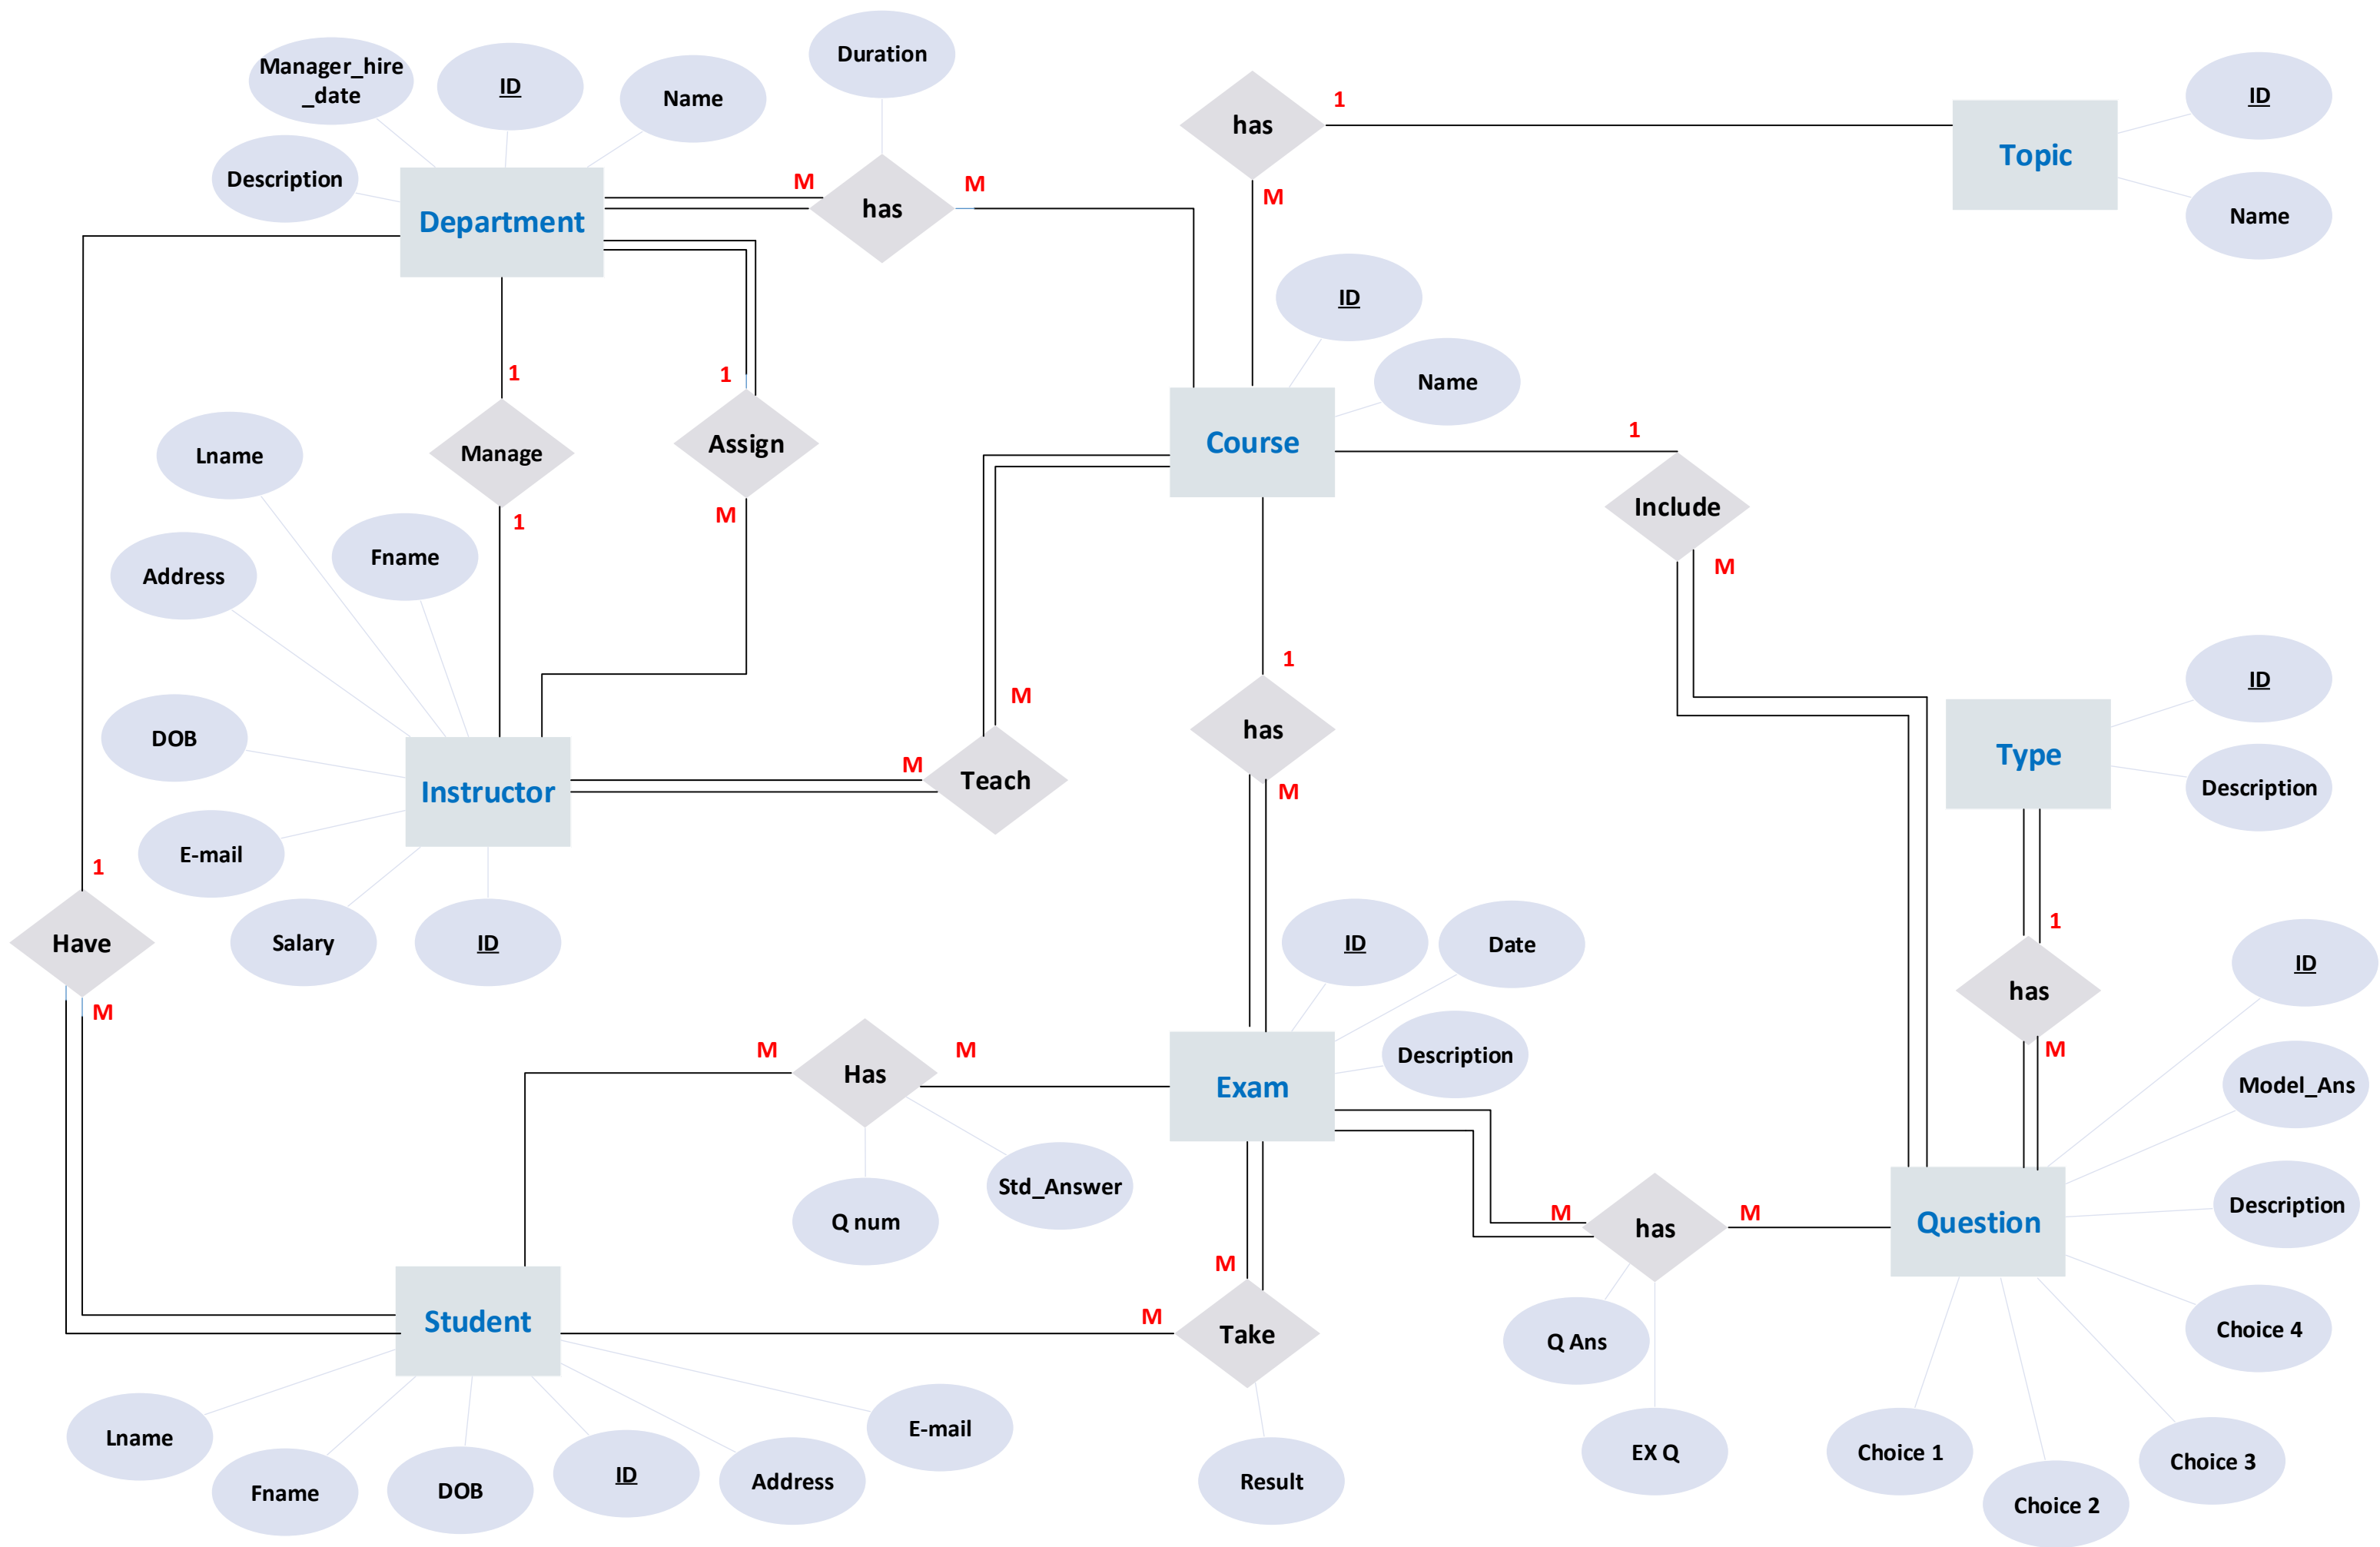 Duration
Manager_hire
_date
ID
Name
ID
has
1
Topic
Description
M
M
M
has
Department
Name
ID
1
1
Name
Lname
Manage
Assign
Course
1
Include
1
M
M
Fname
Address
1
M
ID
DOB
M
has
Type
Instructor
M
Teach
M
Description
E-mail
1
Salary
ID
ID
Date
1
ID
Have
has
M
M
M
Has
M
Description
Exam
Model_Ans
Std_Answer
Q num
M
M
has
M
Question
Description
Student
M
Take
Q Ans
Choice 4
Lname
Fname
DOB
ID
Address
E-mail
Result
EX Q
Choice 1
Choice 2
Choice 3